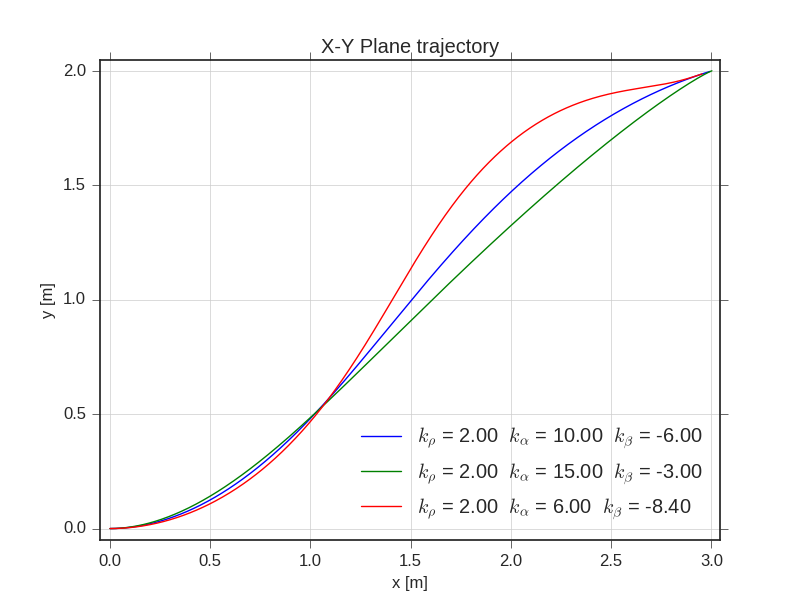 X-Y Plane trajectory
2.0
1.5
1.0
0.5
0.0
y [m]
kρ = 2.00 kα = 10.00 kβ = -6.00
kρ = 2.00 kα = 15.00 kβ = -3.00
kρ = 2.00 kα = 6.00 kβ = -8.40
0.0 0.5 1.0 1.5 2.0 2.5 3.0
x [m]